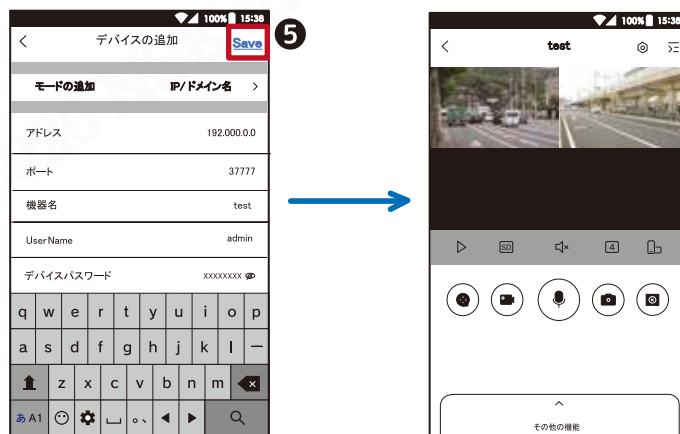 100% 15:38
デバイスの追加
Save
❺
モードの追加 IP/ドメイン名
アドレス 192.000.0.0
ポート 37777
機器名 test
UserName admin
デバイスパスワード xxxxxxxx
q w e r t y u i o p
a s d f g h j k l ー
z x c v b n m
あA1
。、
100% 15:38
test
SD
4
その他の機能